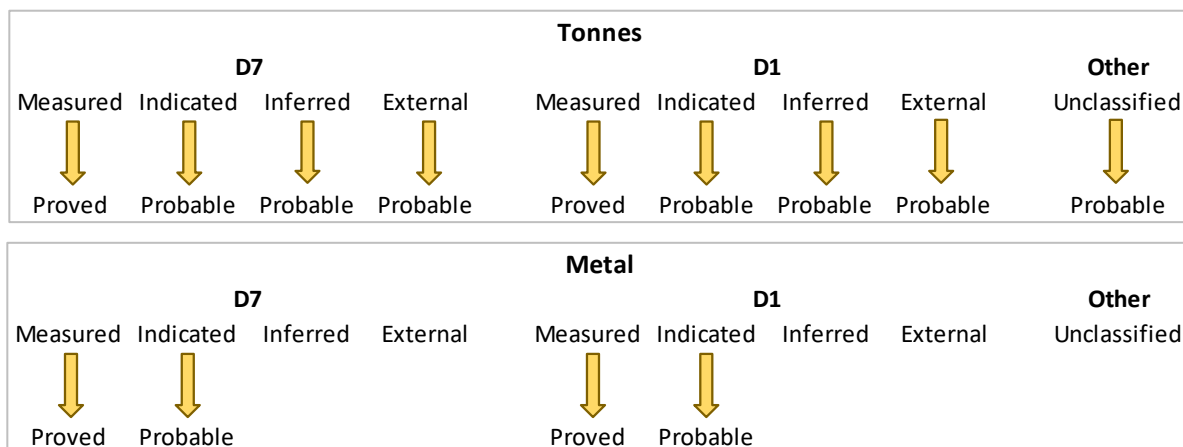 Tonnes
D7 D1 Other
Measured Indicated Inferred External Measured Indicated Inferred External Unclassified
Proved Probable Probable Probable Proved Probable Probable Probable Probable
Metal
D7 D1 Other
Measured Indicated Inferred External Measured Indicated Inferred External Unclassified
Proved Probable Proved Probable